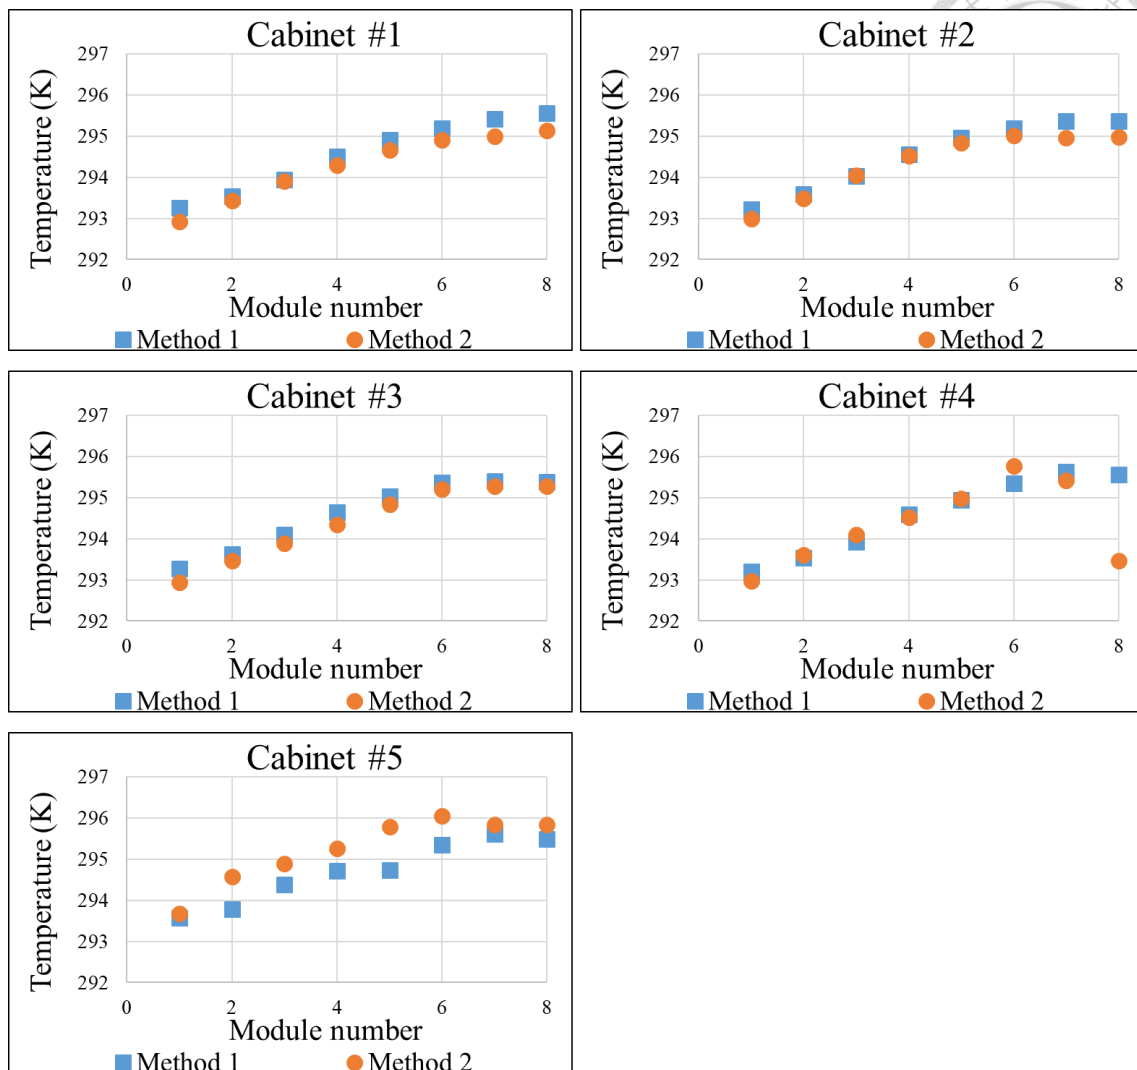 Cabinet #1
Temperature (K)
297
296
295
294
293
292
0 2 4 6 8
Module number
Method 1 Method 2
Cabinet #2
Temperature (K)
297
296
295
294
293
292
0 2 4 6 8
Module number
Method 1 Method 2
Cabinet #3
Temperature (K)
297
296
295
294
293
292
0 2 4 6 8
Module number
Method 1 Method 2
Cabinet #4
Temperature (K)
297
296
295
294
293
292
0 2 4 6 8
Module number
Method 1 Method 2
Cabinet #5
Temperature (K)
297
296
295
294
293
292
0 2 4 6 8
Module number
Method 1 Method 2